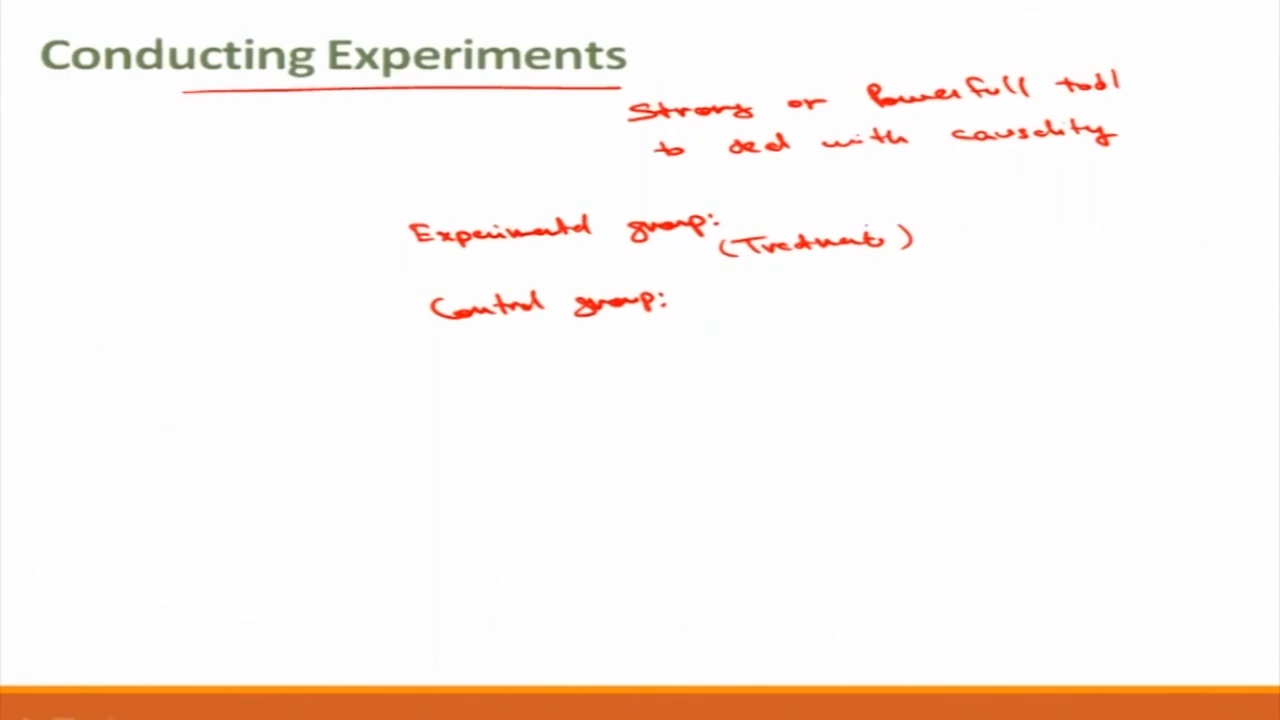 Conducting Experiments
Strong or Powerfull tool
to deal with causality
Experimental group:
(Treatment)
Control group: